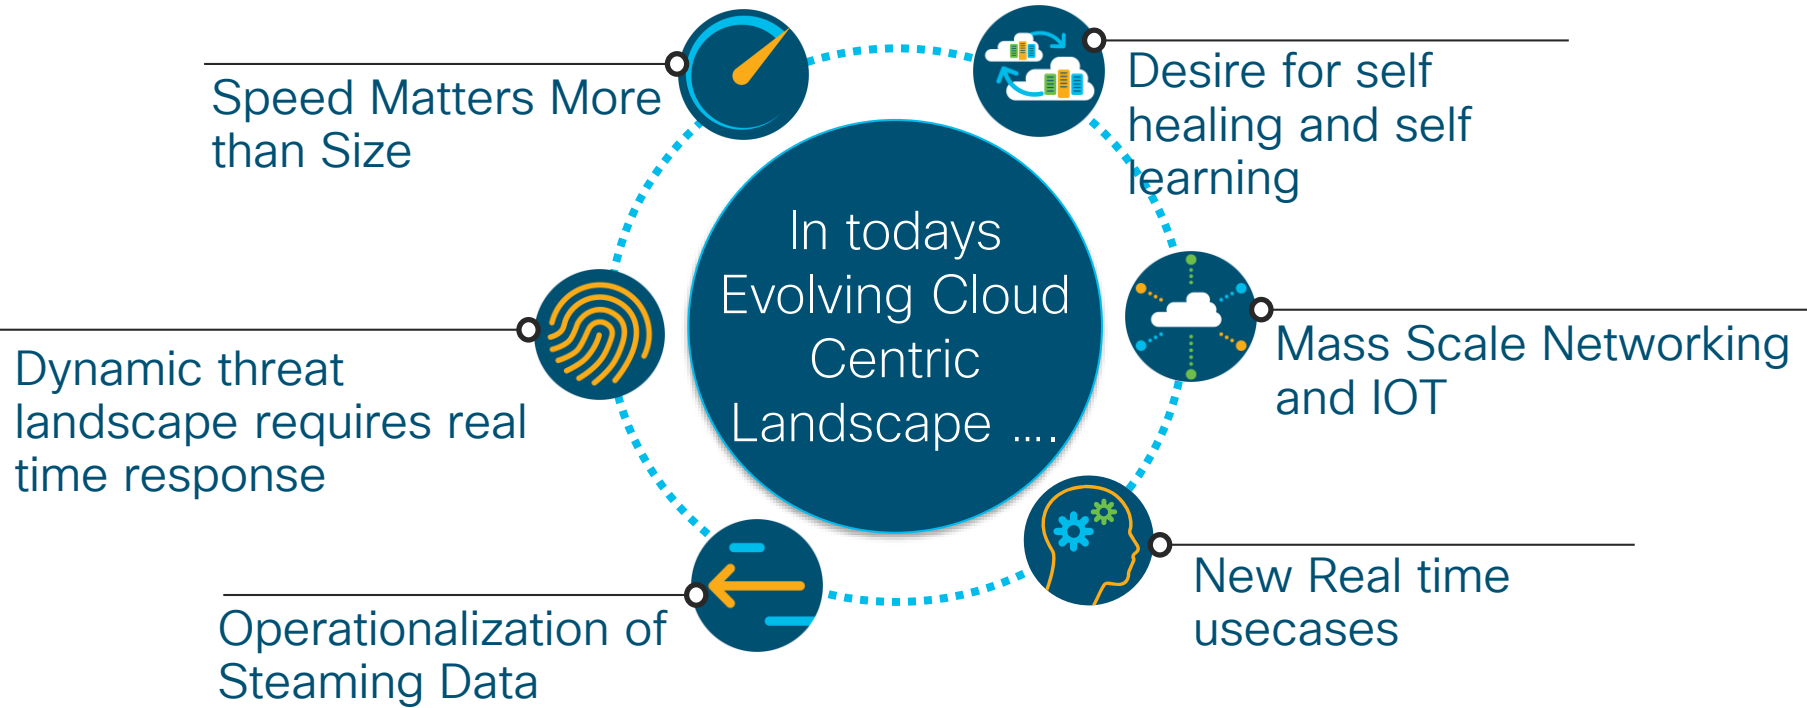 Speed Matters More
than Size
Desire for self
healing and self
learning
In todays
Evolving Cloud
Centric
Landscape ....
Dynamic threat
landscape requires real
time response
Mass Scale Networking
and IOT
Operationalization of
Steaming Data
New Real time
usecases